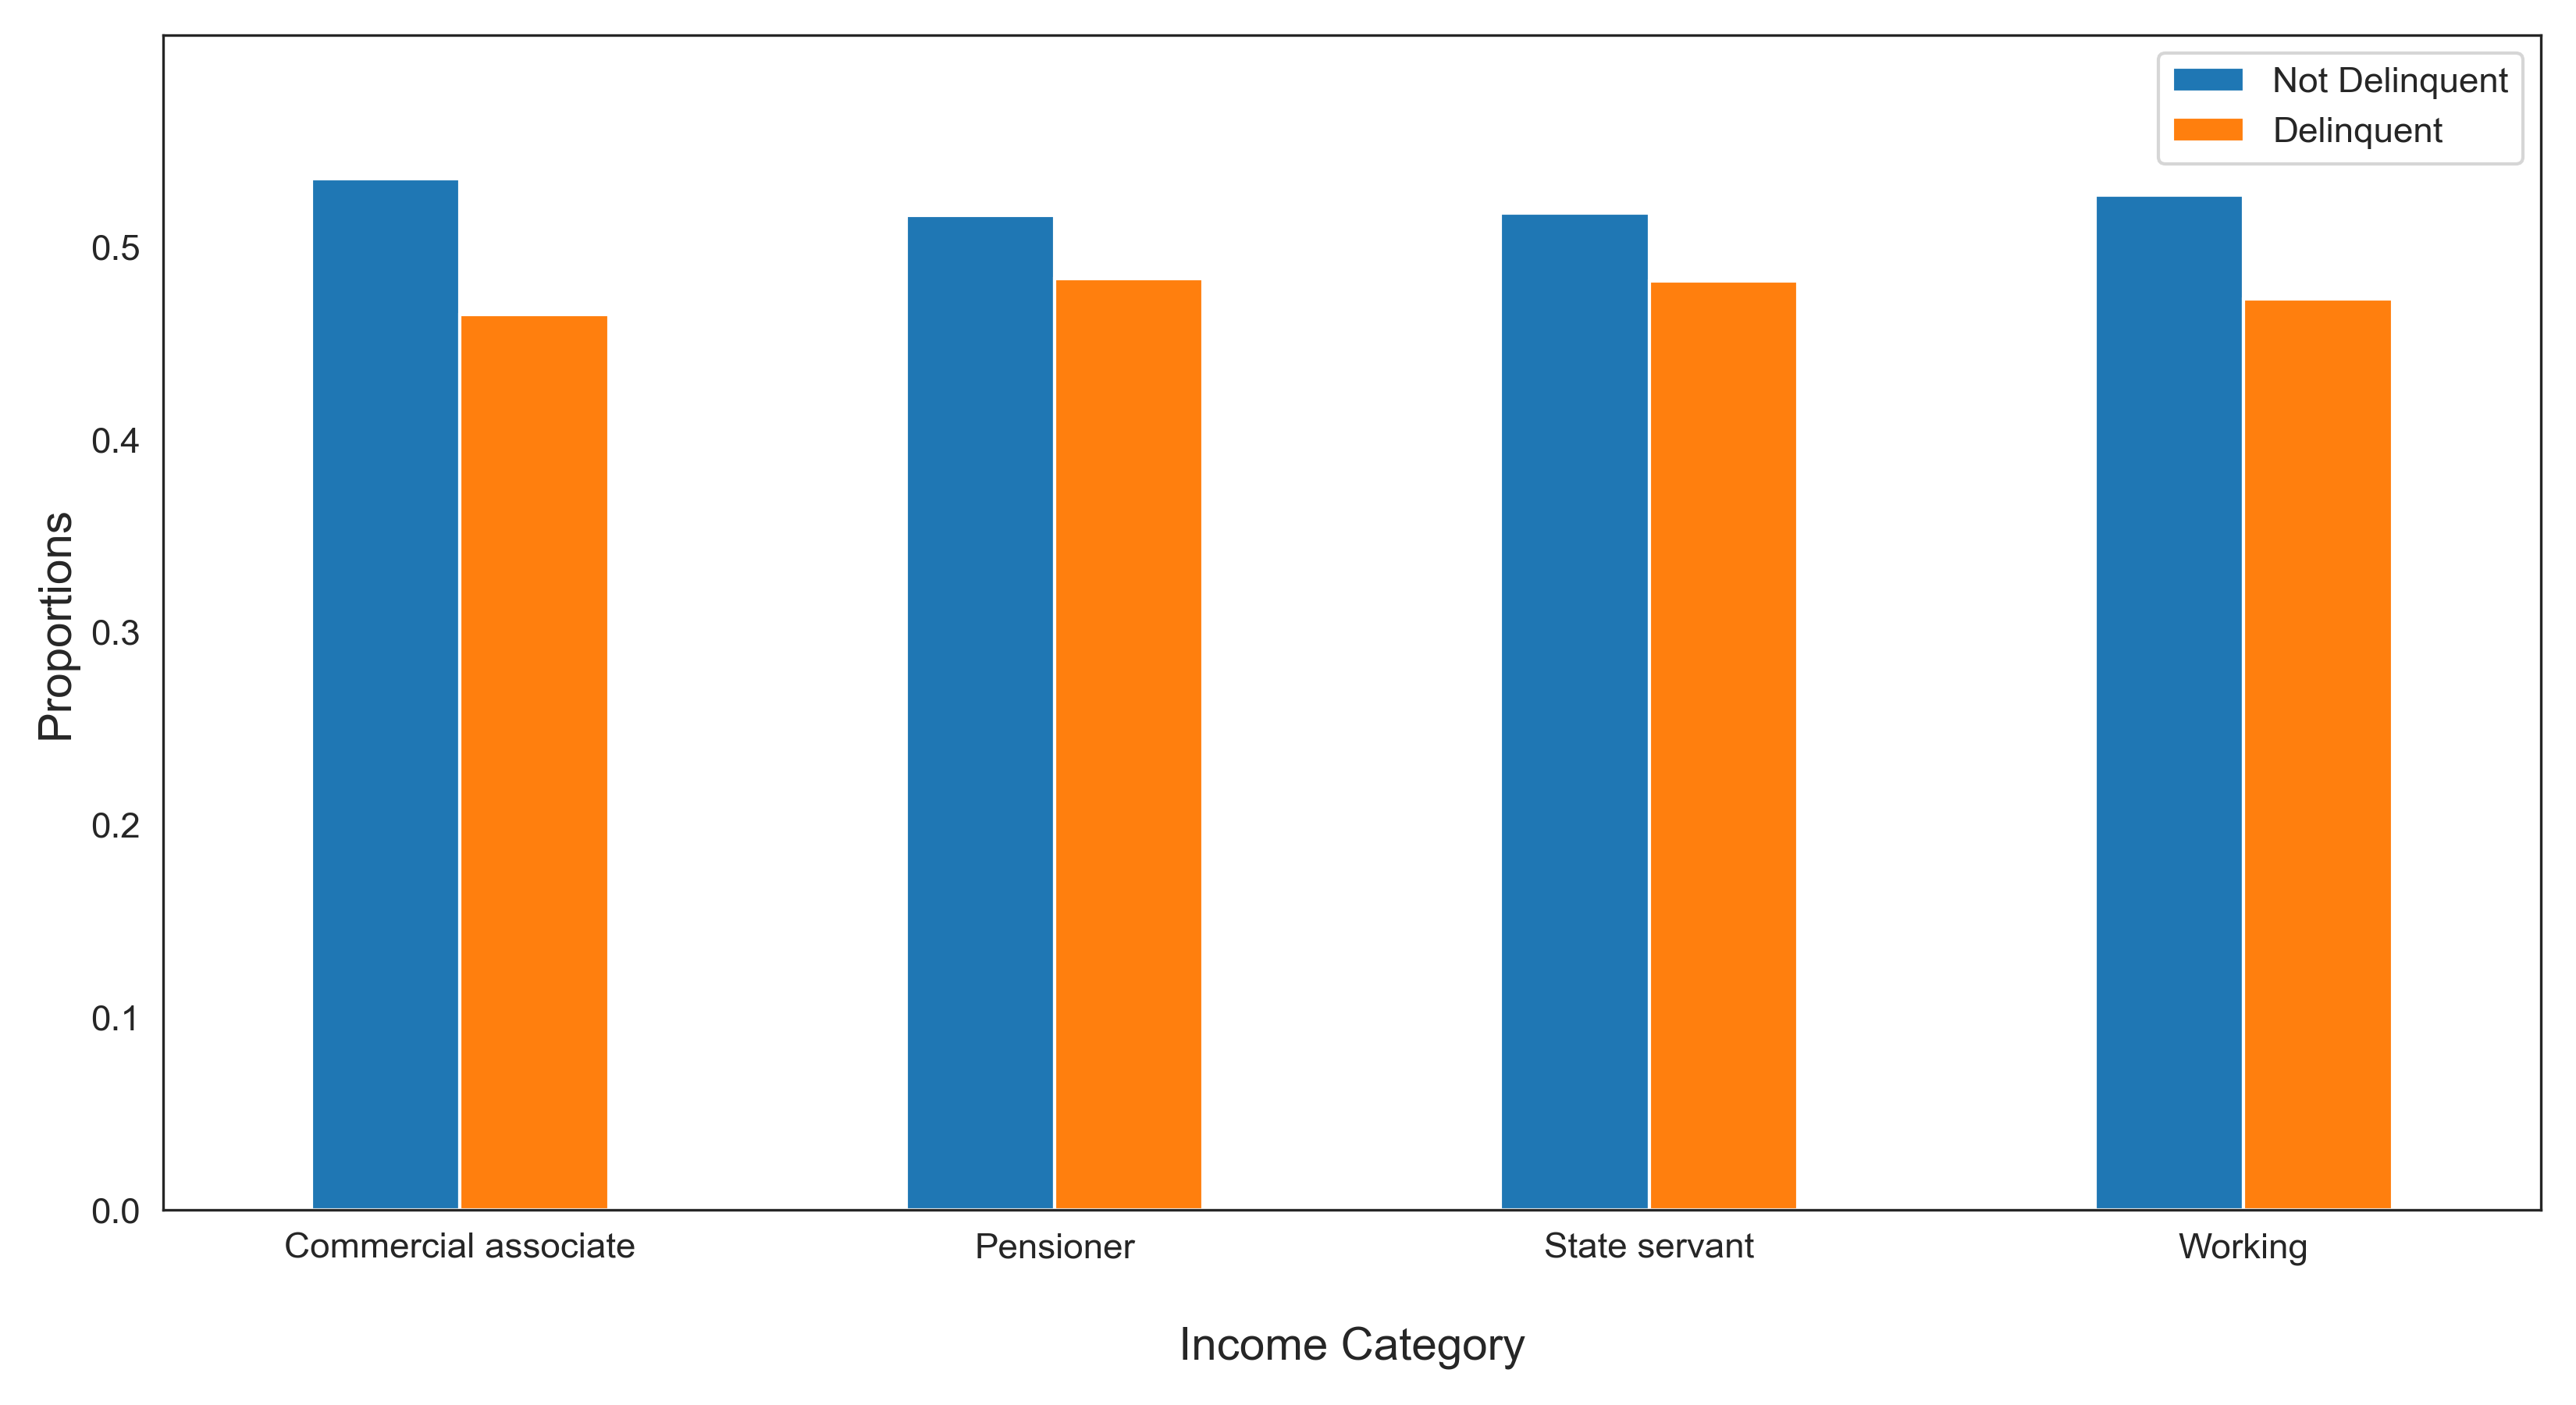 Not Delinquent
Delinquent
Proportions
0.5
0.4
0.3
0.2
0.1
0.0
Commercial associate
Pensioner
State servant
Working
Income Category